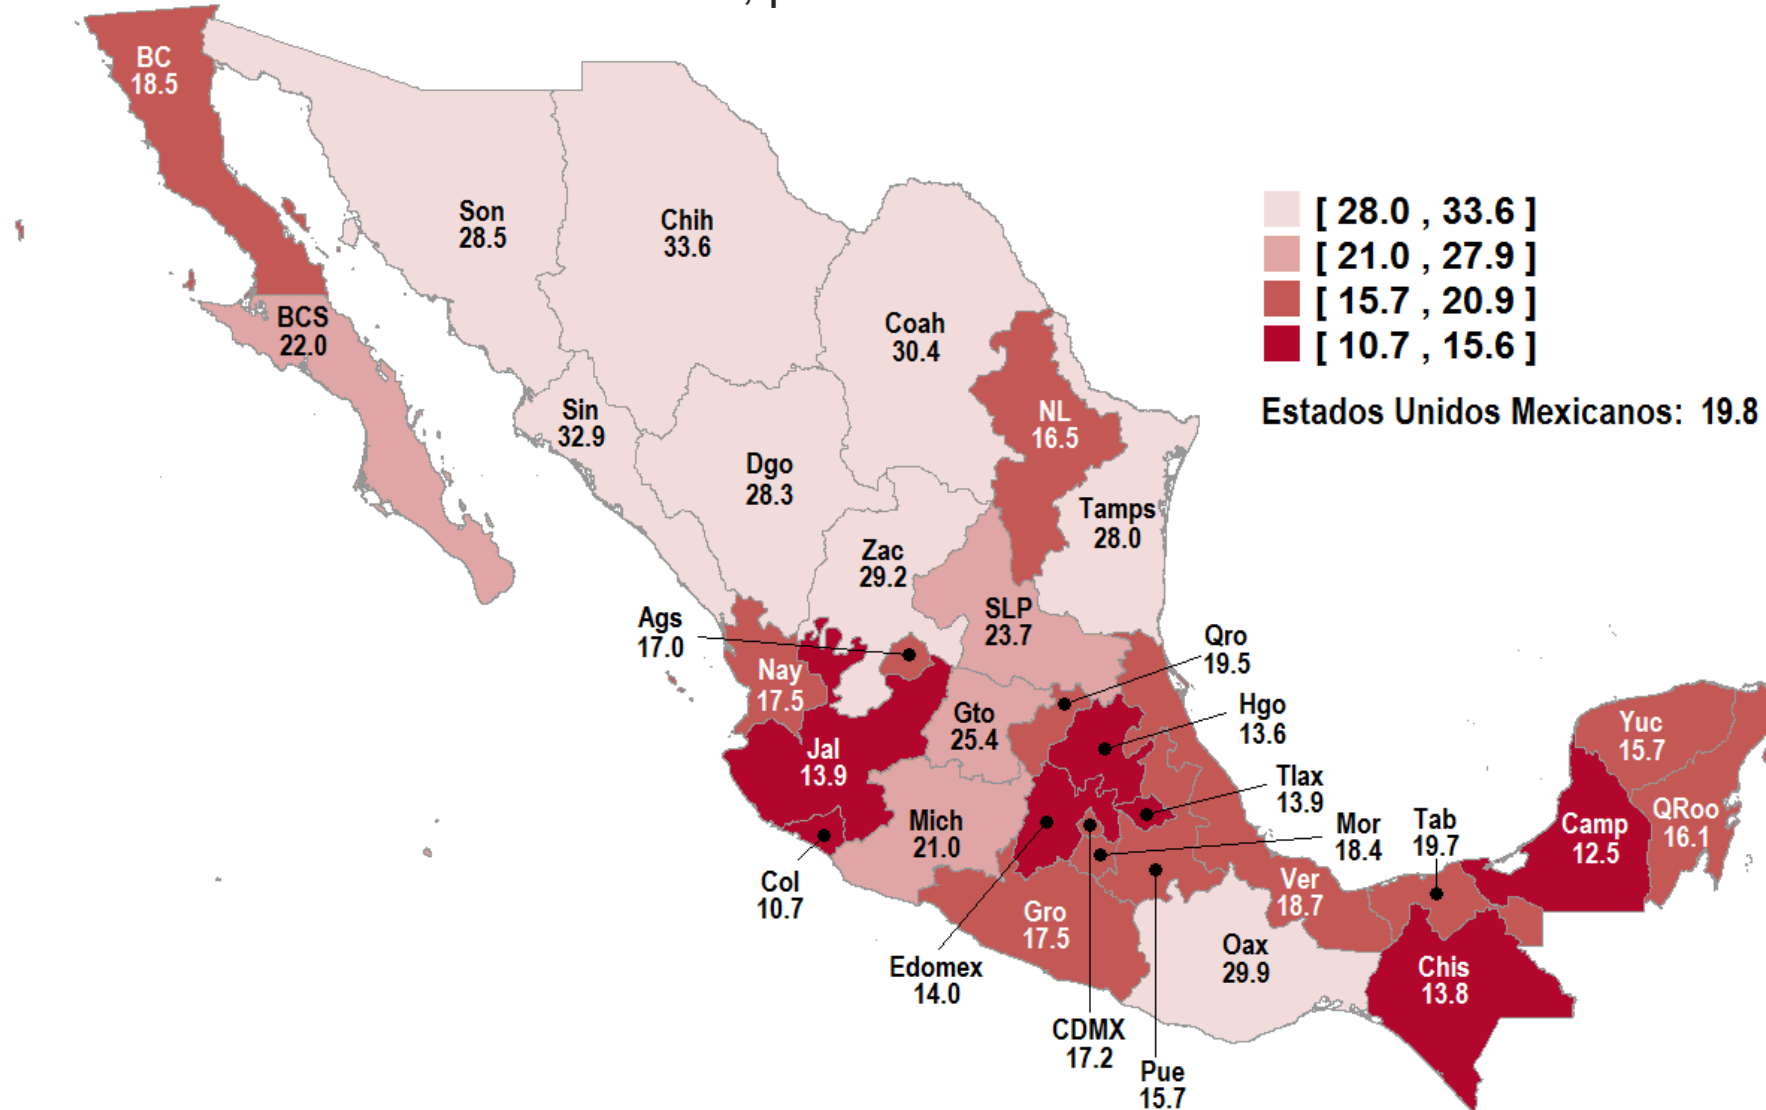 BC
18.5
Son
28.5
Chih
33.6
BCS
22.0
Coah
30.4
Sin
32.9
NL
16.5
Dgo
28.3
Tamps
28.0
Zac
29.2
SLP
23.7
Ags
17.0
Qro
19.5
Nay
17.5
Gto
25.4
Hgo
13.6
Jal
13.9
Tlax
13.9
Mich
21.0
Mor
18.4
Tab
19.7
Yuc
15.7
QRoo
16.1
Camp
12.5
Col
10.7
Ver
18.7
Gro
17.5
Oax
29.9
Edomex
14.0
Chis
13.8
CDMX
17.2
Pue
15.7
[ 28.0 , 33.6 ]
[ 21.0 , 27.9 ]
[ 15.7 , 20.9 ]
[ 10.7 , 15.6 ]
Estados Unidos Mexicanos: 19.8